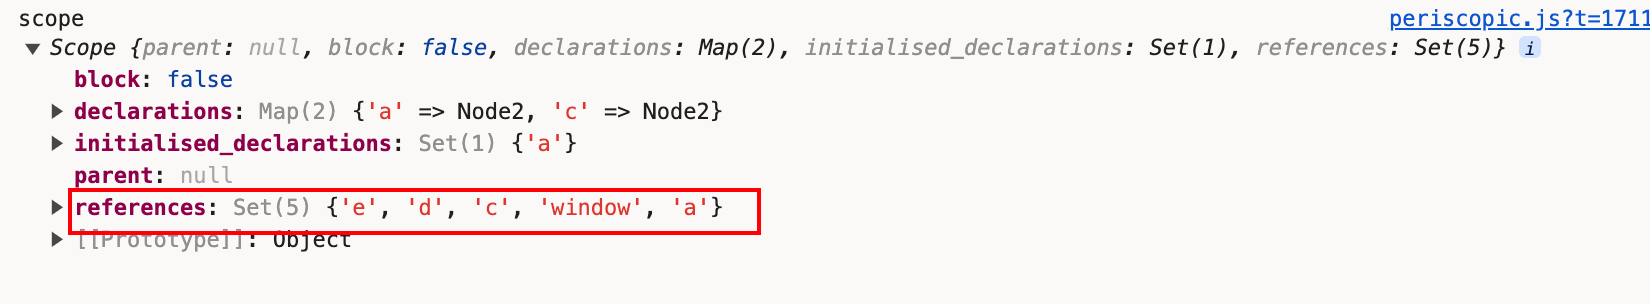 scope periscopic.js?t=1711
▼ Scope {parent: null, block: false, declarations: Map(2), initialised_declarations: Set(1), references: Set(5)} i
block: false
▶ declarations: Map(2) {'a' => Node2, 'c' => Node2}
▶ initialised_declarations: Set(1) {'a'}
parent: null
▶ references: Set(5) {'e', 'd', 'c', 'window', 'a'}
▶ [[Prototype]]: Object